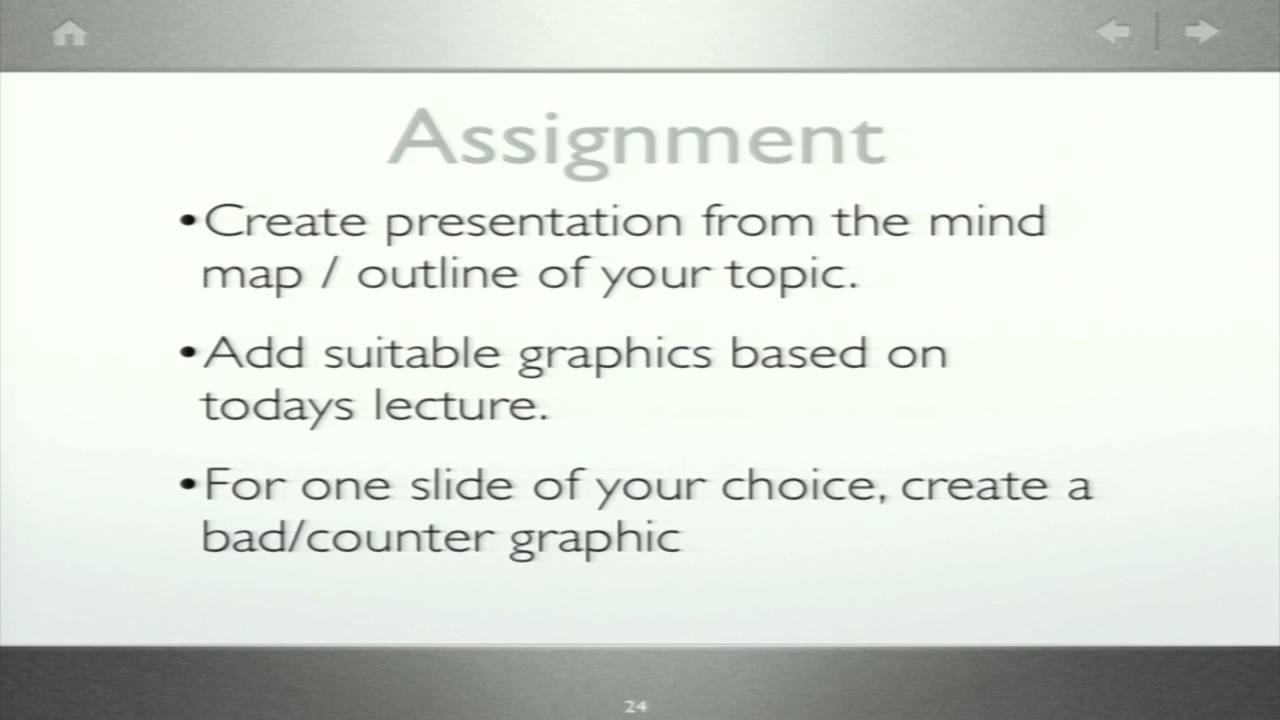 Assignment
•Create presentation from the mind
map / outline of your topic.
•Add suitable graphics based on
todays lecture.
•For one slide of your choice, create a
bad/counter graphic
24